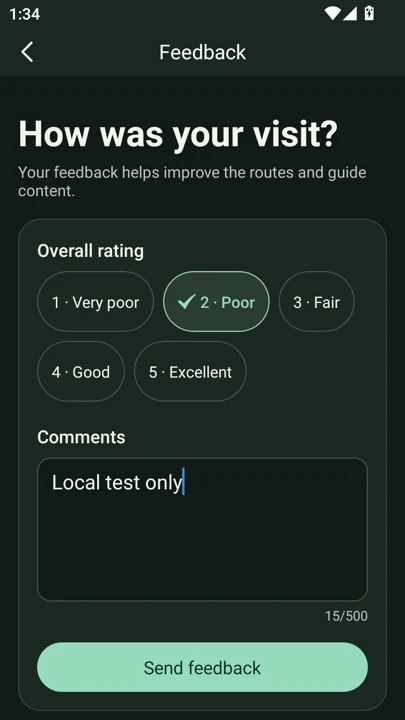 1:34
Feedback
How was your visit?
Your feedback helps improve the routes and guide
content.
Overall rating
1 · Very poor
2 · Poor
3 · Fair
4 · Good
5 · Excellent
Comments
Local test only
15/500
Send feedback